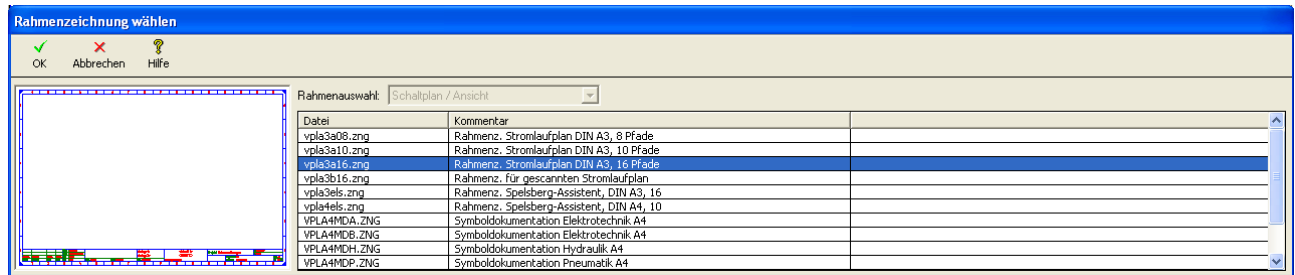 Rahmenzeichnung wählen
OK Abbrechen Hilfe
Rahmenauswahl: Schaltplan / Ansicht
Datei Kommentar
vpla3a08.zng Rahmenz. Stromlaufplan DIN A3, 8 Pfade
vpla3a10.zng Rahmenz. Stromlaufplan DIN A3, 10 Pfade
vpla3a16.zng Rahmenz. Stromlaufplan DIN A3, 16 Pfade
vpla3b16.zng Rahmenz. für gescannten Stromlaufplan
vpla3els.zng Rahmenz. Spelsberg-Assistent, DIN A3, 16
vpla4els.zng Rahmenz. Spelsberg-Assistent, DIN A4, 10
VPLA4MDA.ZNG Symboldokumentation Elektrotechnik A4
VPLA4MDB.ZNG Symboldokumentation Elektrotechnik A4
VPLA4MDH.ZNG Symboldokumentation Hydraulik A4
VPLA4MDP.ZNG Symboldokumentation Pneumatik A4